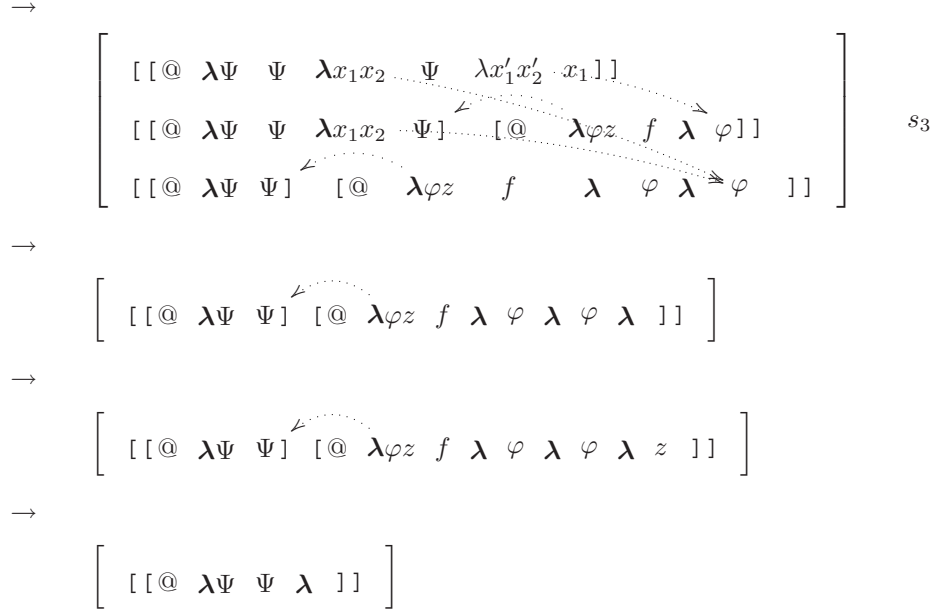 →
[ [ @ 𝝀Ψ Ψ 𝝀x₁x₂ Ψ λx′₁x′₂ x₁ ] ]
[ [ @ 𝝀Ψ Ψ 𝝀x₁x₂ Ψ ] [ @ 𝝀φz f 𝝀 φ ] ] s₃
[ [ @ 𝝀Ψ Ψ ] [ @ 𝝀φz f 𝝀 φ 𝝀 φ ] ]
→
[ [ @ 𝝀Ψ Ψ ] [ @ 𝝀φz f 𝝀 φ 𝝀 φ 𝝀 ] ]
→
[ [ @ 𝝀Ψ Ψ ] [ @ 𝝀φz f 𝝀 φ 𝝀 φ 𝝀 z ] ]
→
[ [ @ 𝝀Ψ Ψ 𝝀 ] ]